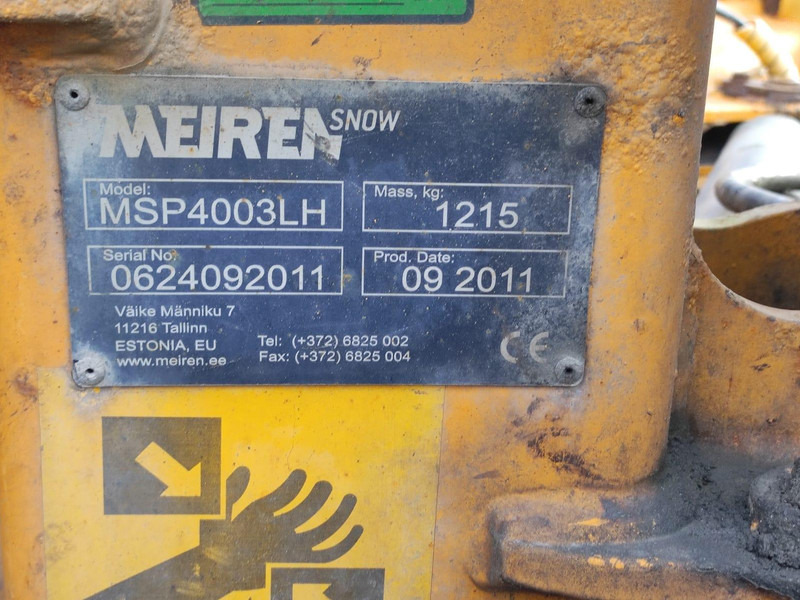 MEIREN SNOW
Model:
MSP4003LH
Mass, kg:
1215
Serial No:
0624092011
Prod. Date:
09 2011
Väike Männiku 7
11216 Tallinn
ESTONIA, EU
www.meiren.ee
Tel: (+372) 6825 002
Fax: (+372) 6825 004
CE